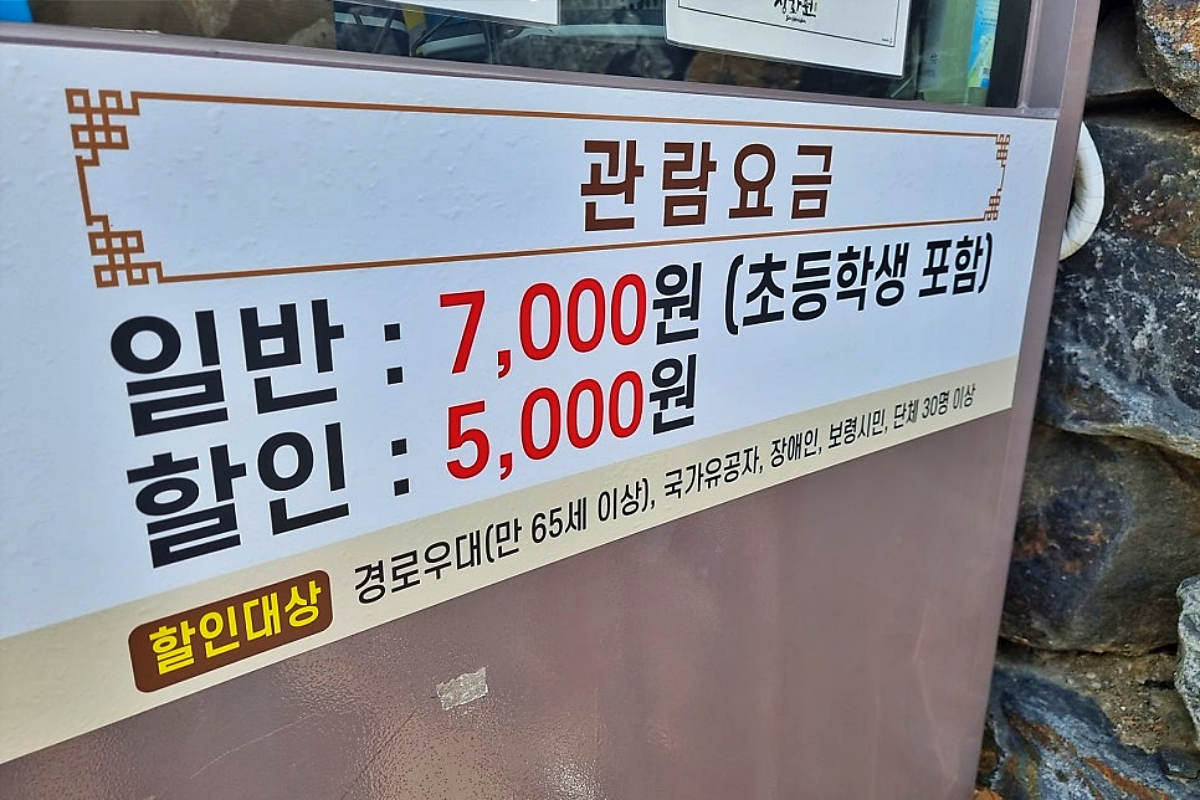 상화원
관람요금
일반 : 7,000원 (초등학생 포함)
할인 : 5,000원
할인대상 경로우대(만 65세 이상), 국가유공자, 장애인, 보령시민, 단체 30명 이상